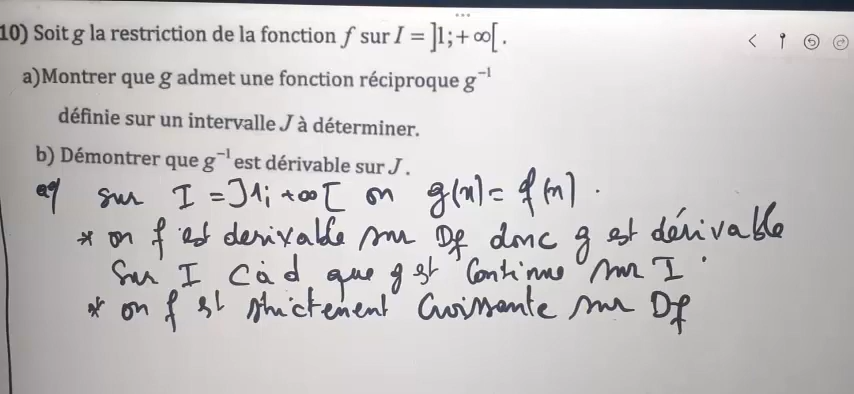 10) Soit g la restriction de la fonction f sur I = ]1;+∞[ .
a)Montrer que g admet une fonction réciproque g⁻¹
définie sur un intervalle J à déterminer.
b) Démontrer que g⁻¹ est dérivable sur J .
a) sur I = ]1; +∞[ on g(x) = f(x) .
* on f est derivable sur Df donc g est dérivable
sur I càd que g est continue sur I .
* on f est strictement croissante sur Df